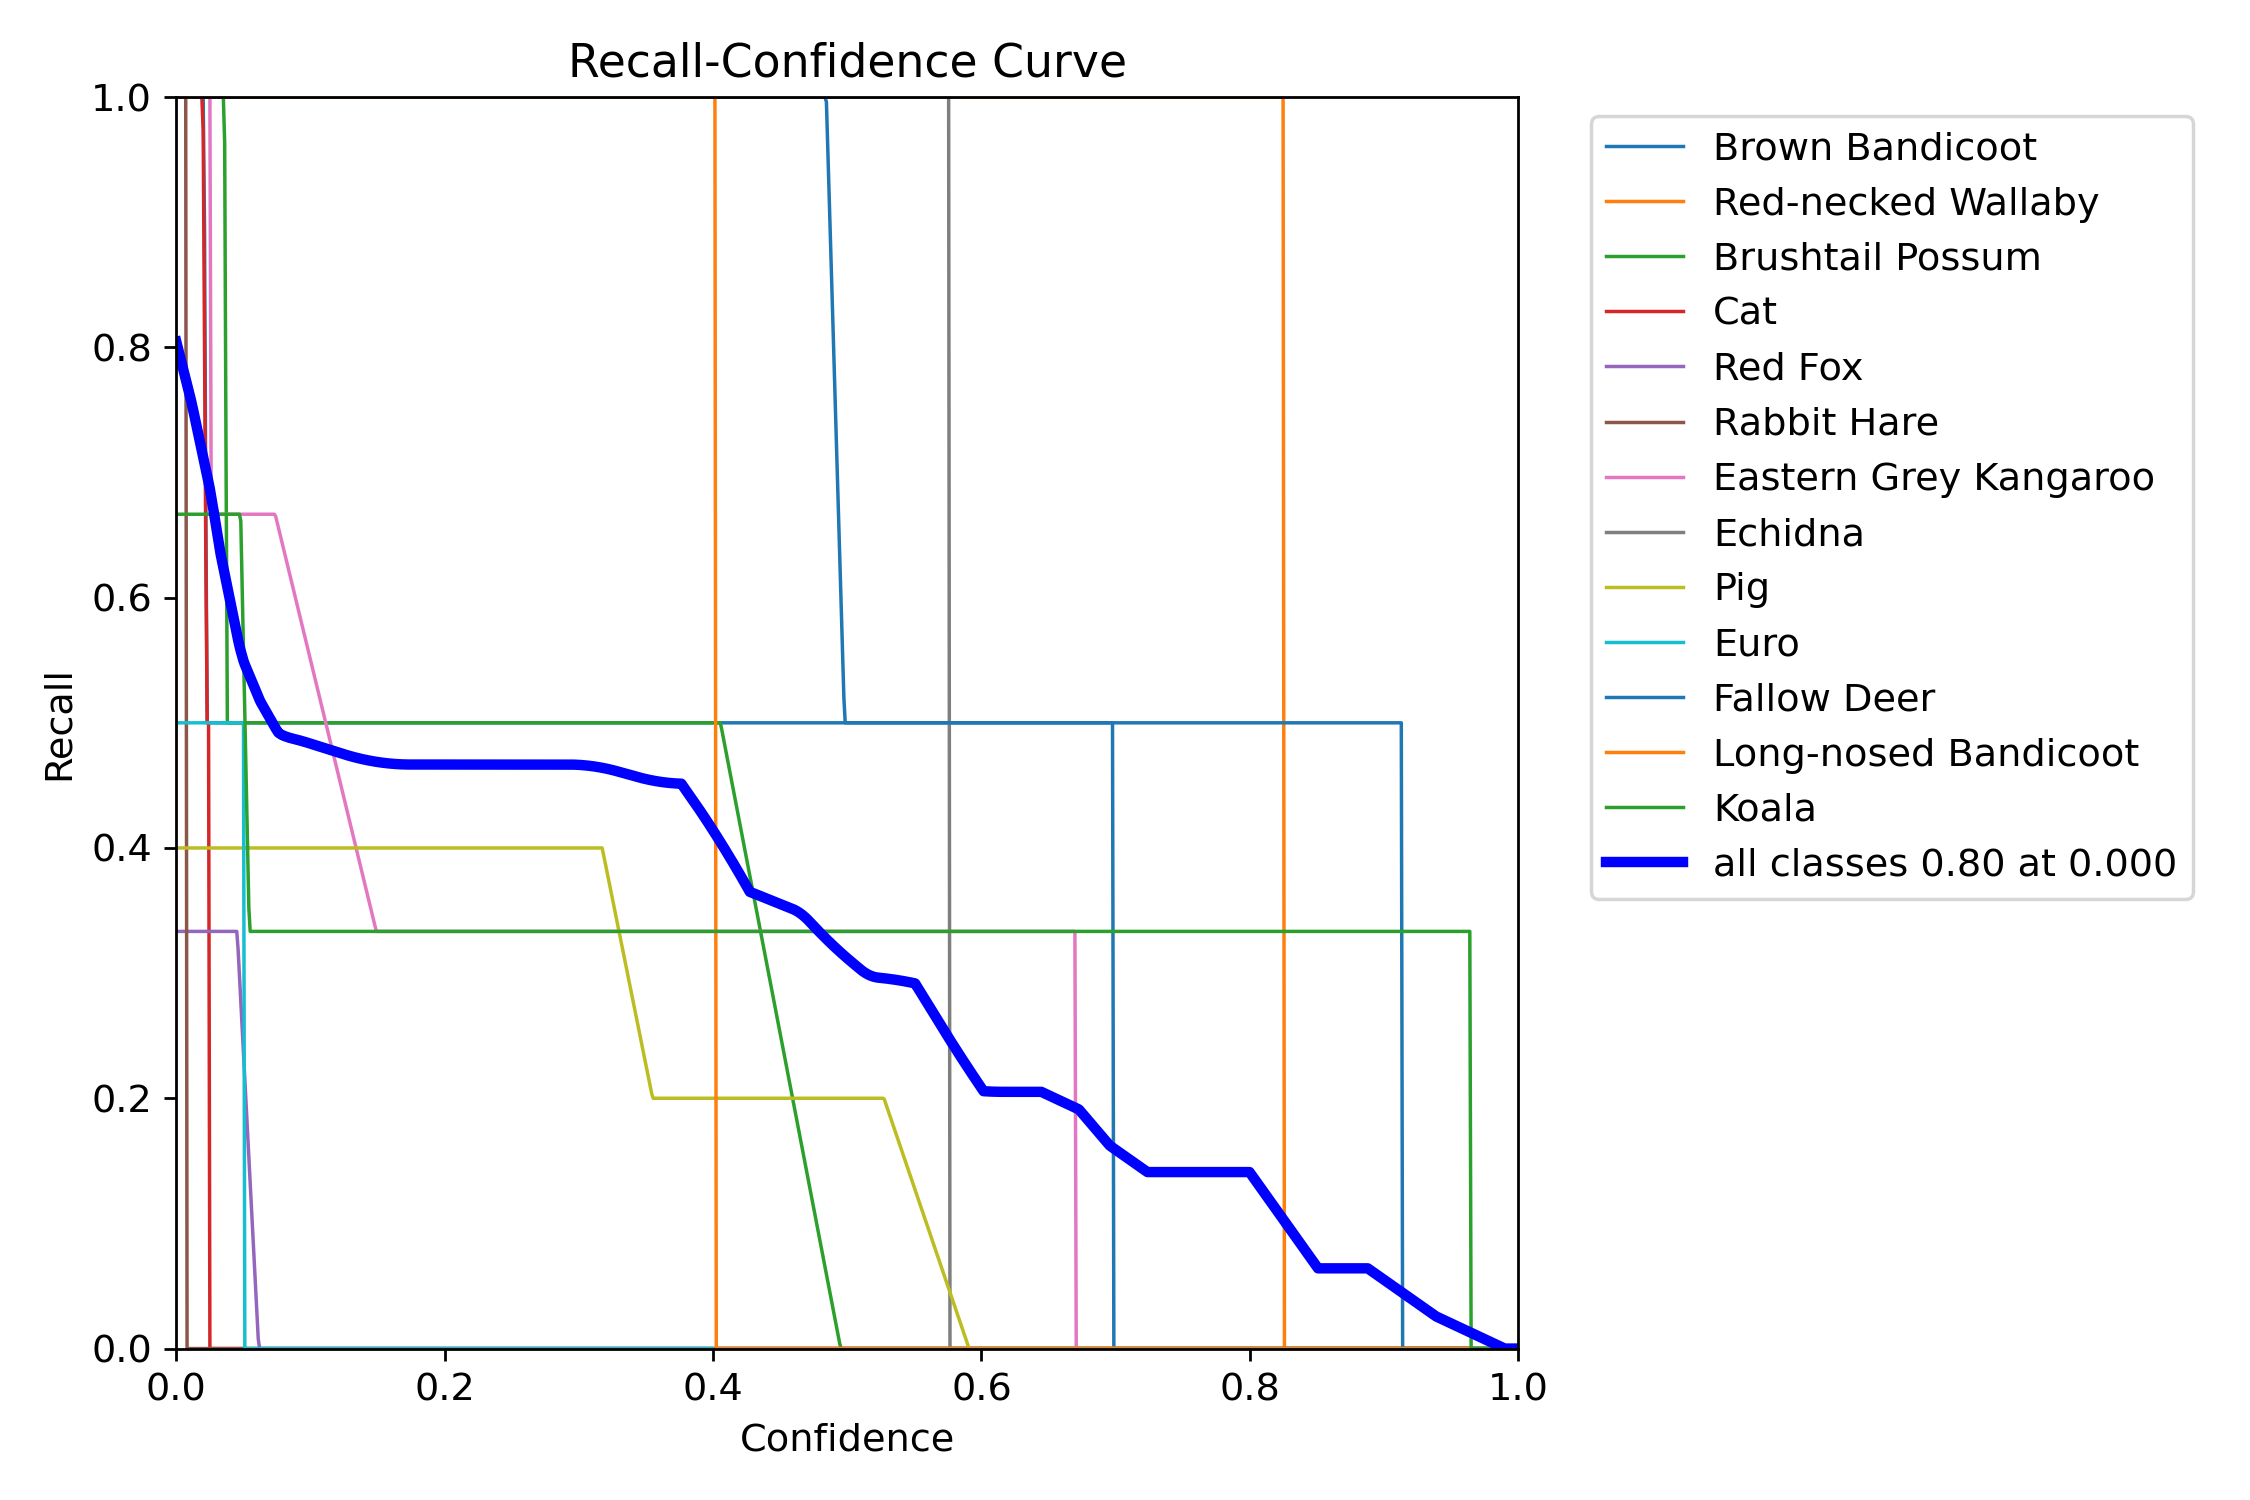 Recall-Confidence Curve
1.0
0.8
0.6
0.4
0.2
0.0
Recall
0.0 0.2 0.4 0.6 0.8 1.0
Confidence
Brown Bandicoot
Red-necked Wallaby
Brushtail Possum
Cat
Red Fox
Rabbit Hare
Eastern Grey Kangaroo
Echidna
Pig
Euro
Fallow Deer
Long-nosed Bandicoot
Koala
all classes 0.80 at 0.000